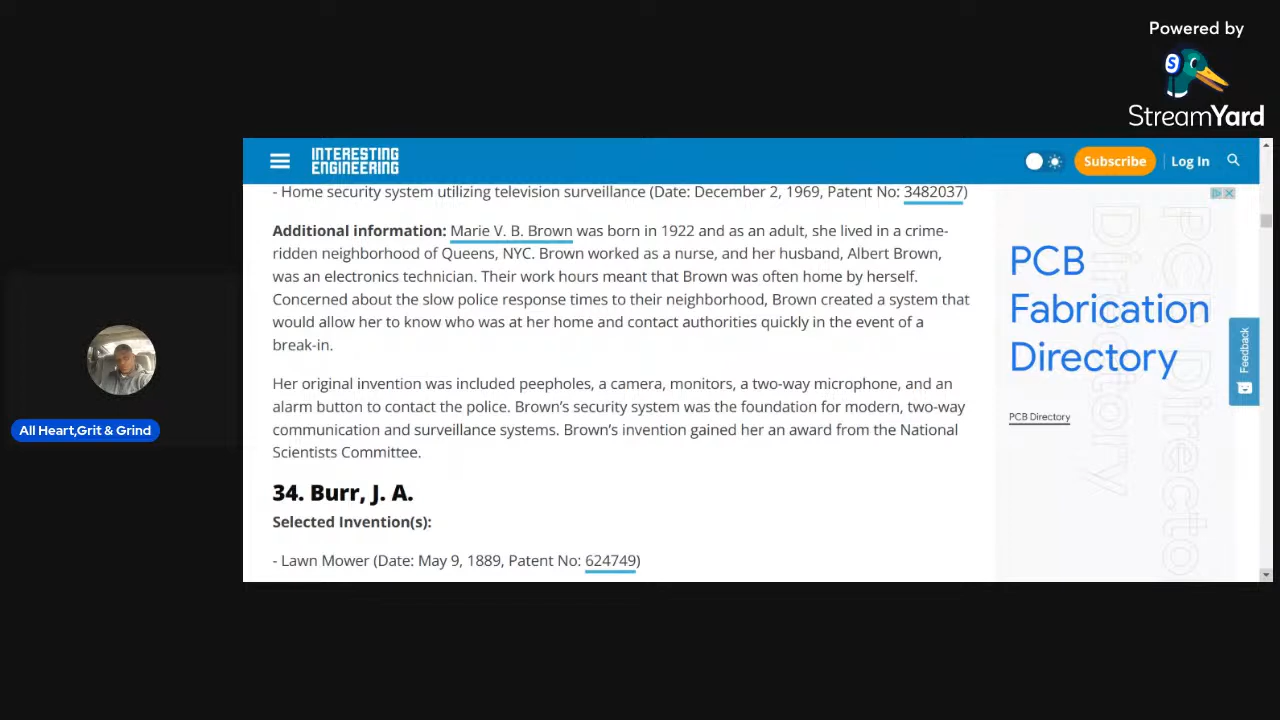 Powered by
S
StreamYard
INTERESTING
ENGINEERING
Subscribe
Log In
- Home security system utilizing television surveillance (Date: December 2, 1969, Patent No: 3482037)
Additional information: Marie V. B. Brown was born in 1922 and as an adult, she lived in a crime-
ridden neighborhood of Queens, NYC. Brown worked as a nurse, and her husband, Albert Brown,
was an electronics technician. Their work hours meant that Brown was often home by herself.
Concerned about the slow police response times to their neighborhood, Brown created a system that
would allow her to know who was at her home and contact authorities quickly in the event of a
break-in.
Her original invention was included peepholes, a camera, monitors, a two-way microphone, and an
alarm button to contact the police. Brown’s security system was the foundation for modern, two-way
communication and surveillance systems. Brown’s invention gained her an award from the National
Scientists Committee.
34. Burr, J. A.
Selected Invention(s):
- Lawn Mower (Date: May 9, 1889, Patent No: 624749)
PCB
Fabrication
Directory
PCB Directory
PCB Directory
PCB Directo
Feedback
All Heart,Grit & Grind